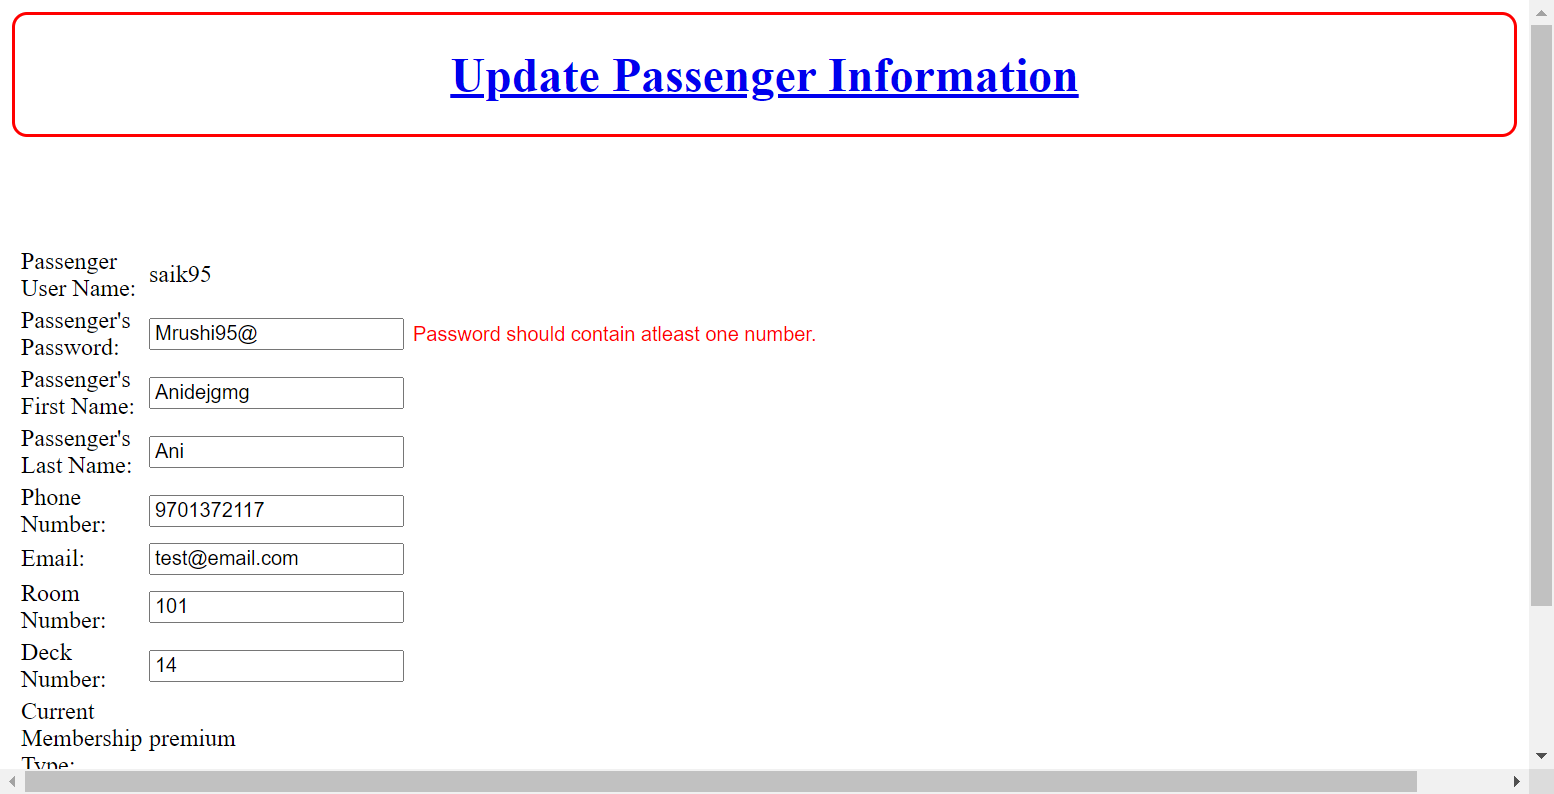 Update Passenger Information
Passenger
User Name:
saik95
Passenger's
Password:
Mrushi95@
Password should contain atleast one number.
Passenger's
First Name:
Anidejgmg
Passenger's
Last Name:
Ani
Phone
Number:
9701372117
Email:
test@email.com
Room
Number:
101
Deck
Number:
14
Current
Membership premium
Type: